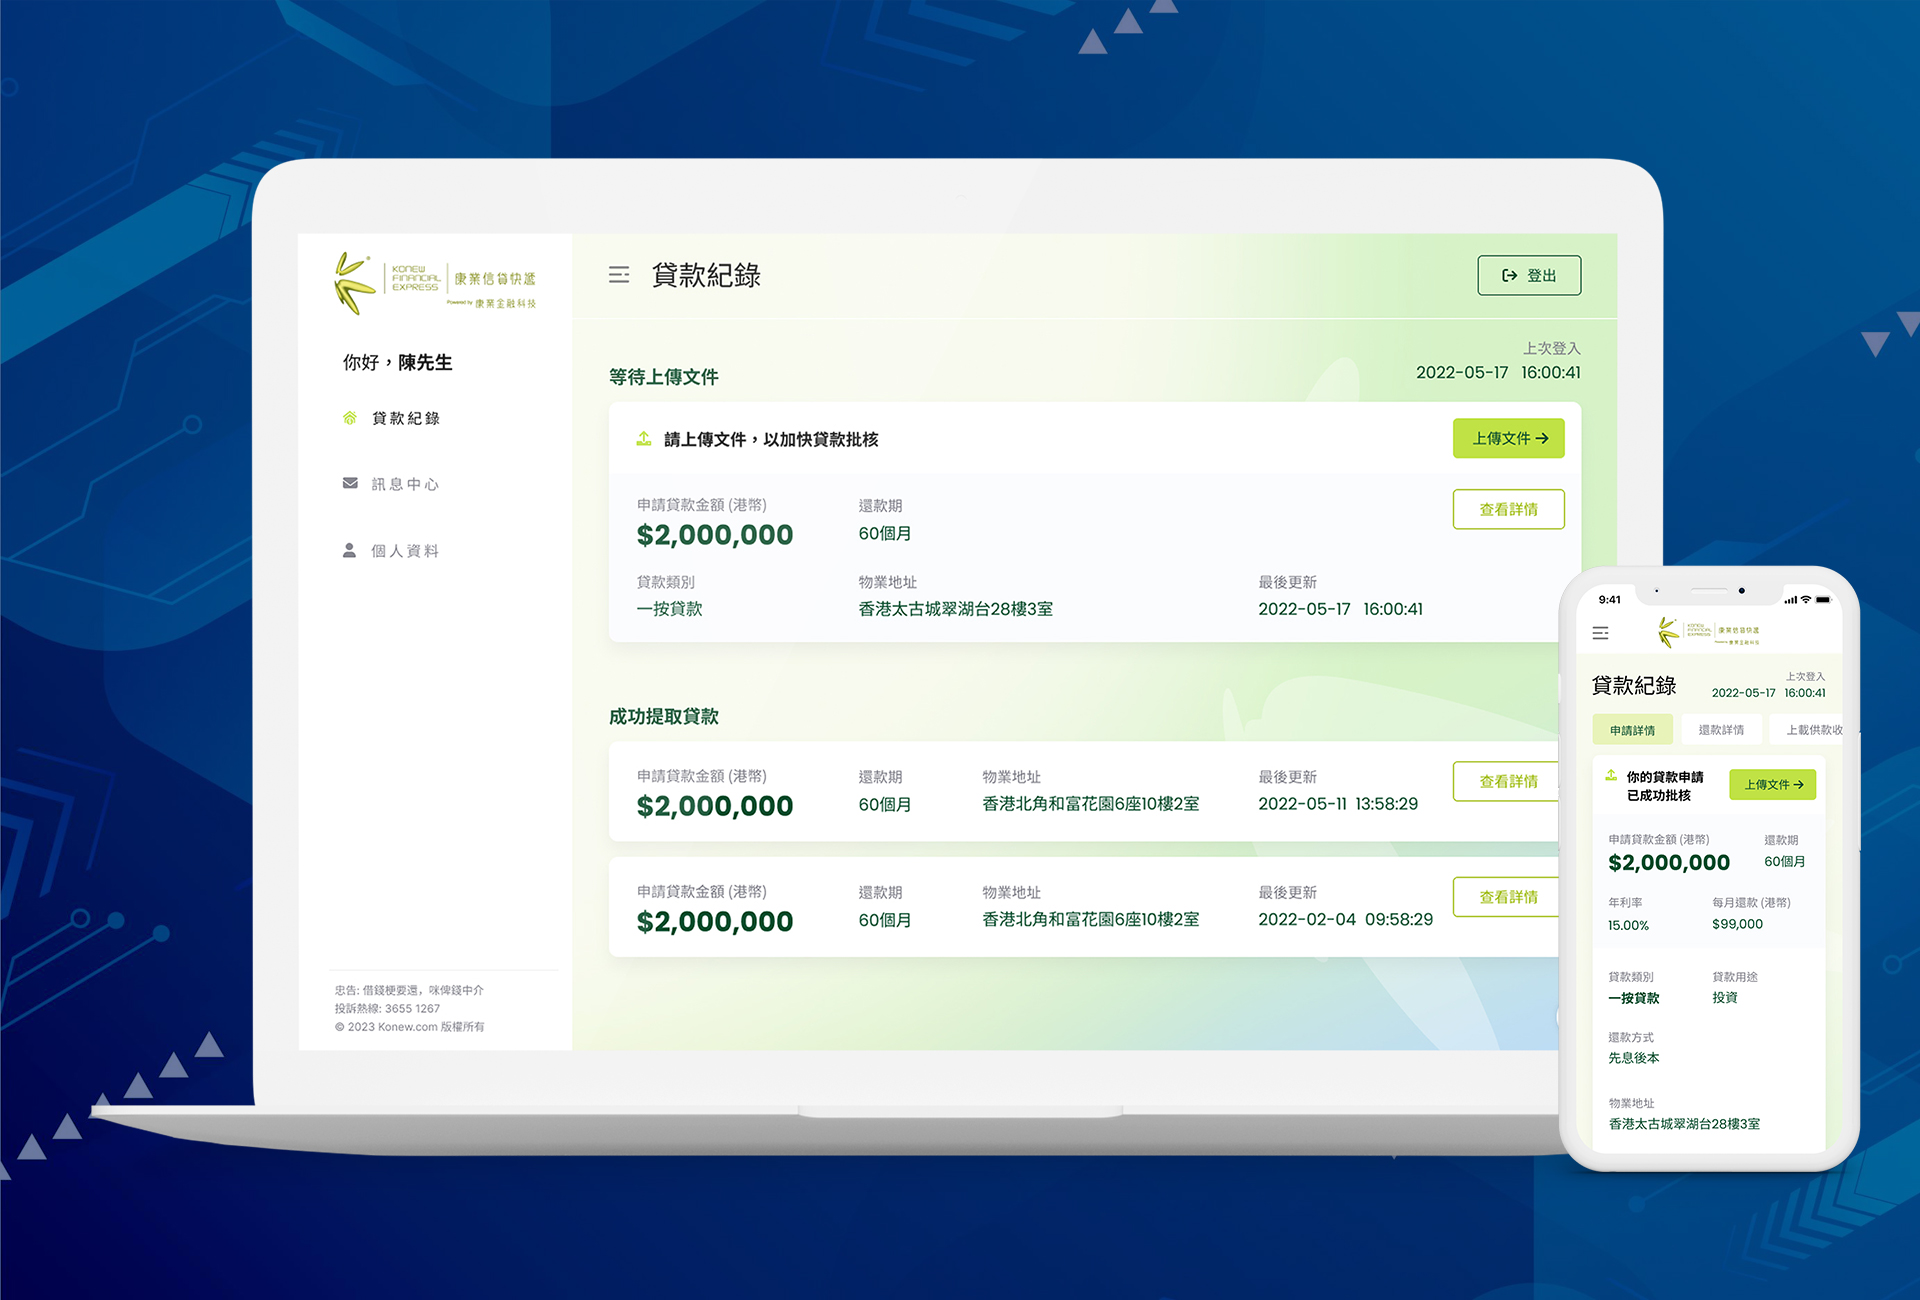 KONEW
FINANCIAL
EXPRESS
康業信貸快遞
Powered by 康業金融科技
你好，陳先生
貸款紀錄
訊息中心
個人資料
忠告: 借錢梗要還，咪俾錢中介
投訴熱線: 3655 1267
© 2023 Konew.com 版權所有
貸款紀錄
登出
上次登入
2022-05-17 16:00:41
等待上傳文件
請上傳文件，以加快貸款批核
上傳文件
申請貸款金額 (港幣)
$2,000,000
還款期
60個月
查看詳情
貸款類別
一按貸款
物業地址
香港太古城翠湖台28樓3室
最後更新
2022-05-17 16:00:41
成功提取貸款
申請貸款金額 (港幣)
$2,000,000
還款期
60個月
物業地址
香港北角和富花園6座10樓2室
最後更新
2022-05-11 13:58:29
查看詳情
申請貸款金額 (港幣)
$2,000,000
還款期
60個月
物業地址
香港北角和富花園6座10樓2室
最後更新
2022-02-04 09:58:29
查看詳情
9:41
KONEW
FINANCIAL
EXPRESS
康業信貸快遞
Powered by 康業金融科技
貸款紀錄
上次登入
2022-05-17 16:00:41
申請詳情
還款詳情
上載供款收
你的貸款申請
已成功批核
上傳文件
申請貸款金額 (港幣)
$2,000,000
還款期
60個月
年利率
15.00%
每月還款 (港幣)
$99,000
貸款類別
一按貸款
貸款用途
投資
還款方式
先息後本
物業地址
香港太古城翠湖台28樓3室